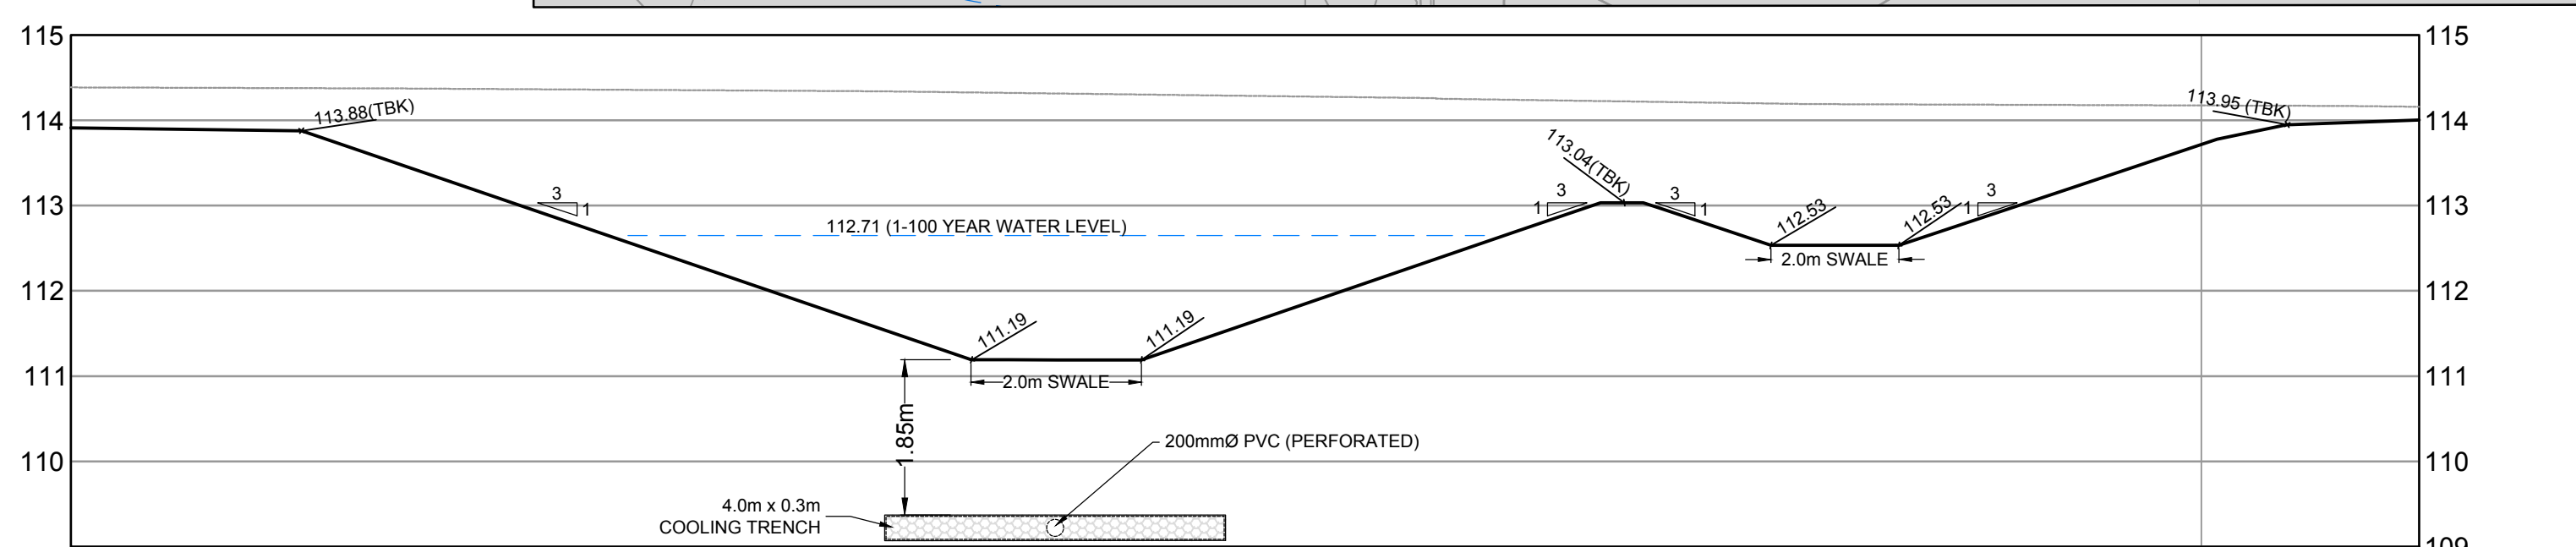 115
115
113.88(TBK)
113.95 (TBK)
114
114
113.04(TBK)
3
1
3
1
3
1
3
1
113
113
112.71 (1-100 YEAR WATER LEVEL)
112.53
112.53
2.0m SWALE
112
112
111.19
111.19
111
111
2.0m SWALE
1.85m
200mmØ PVC (PERFORATED)
110
110
4.0m x 0.3m
COOLING TRENCH
109